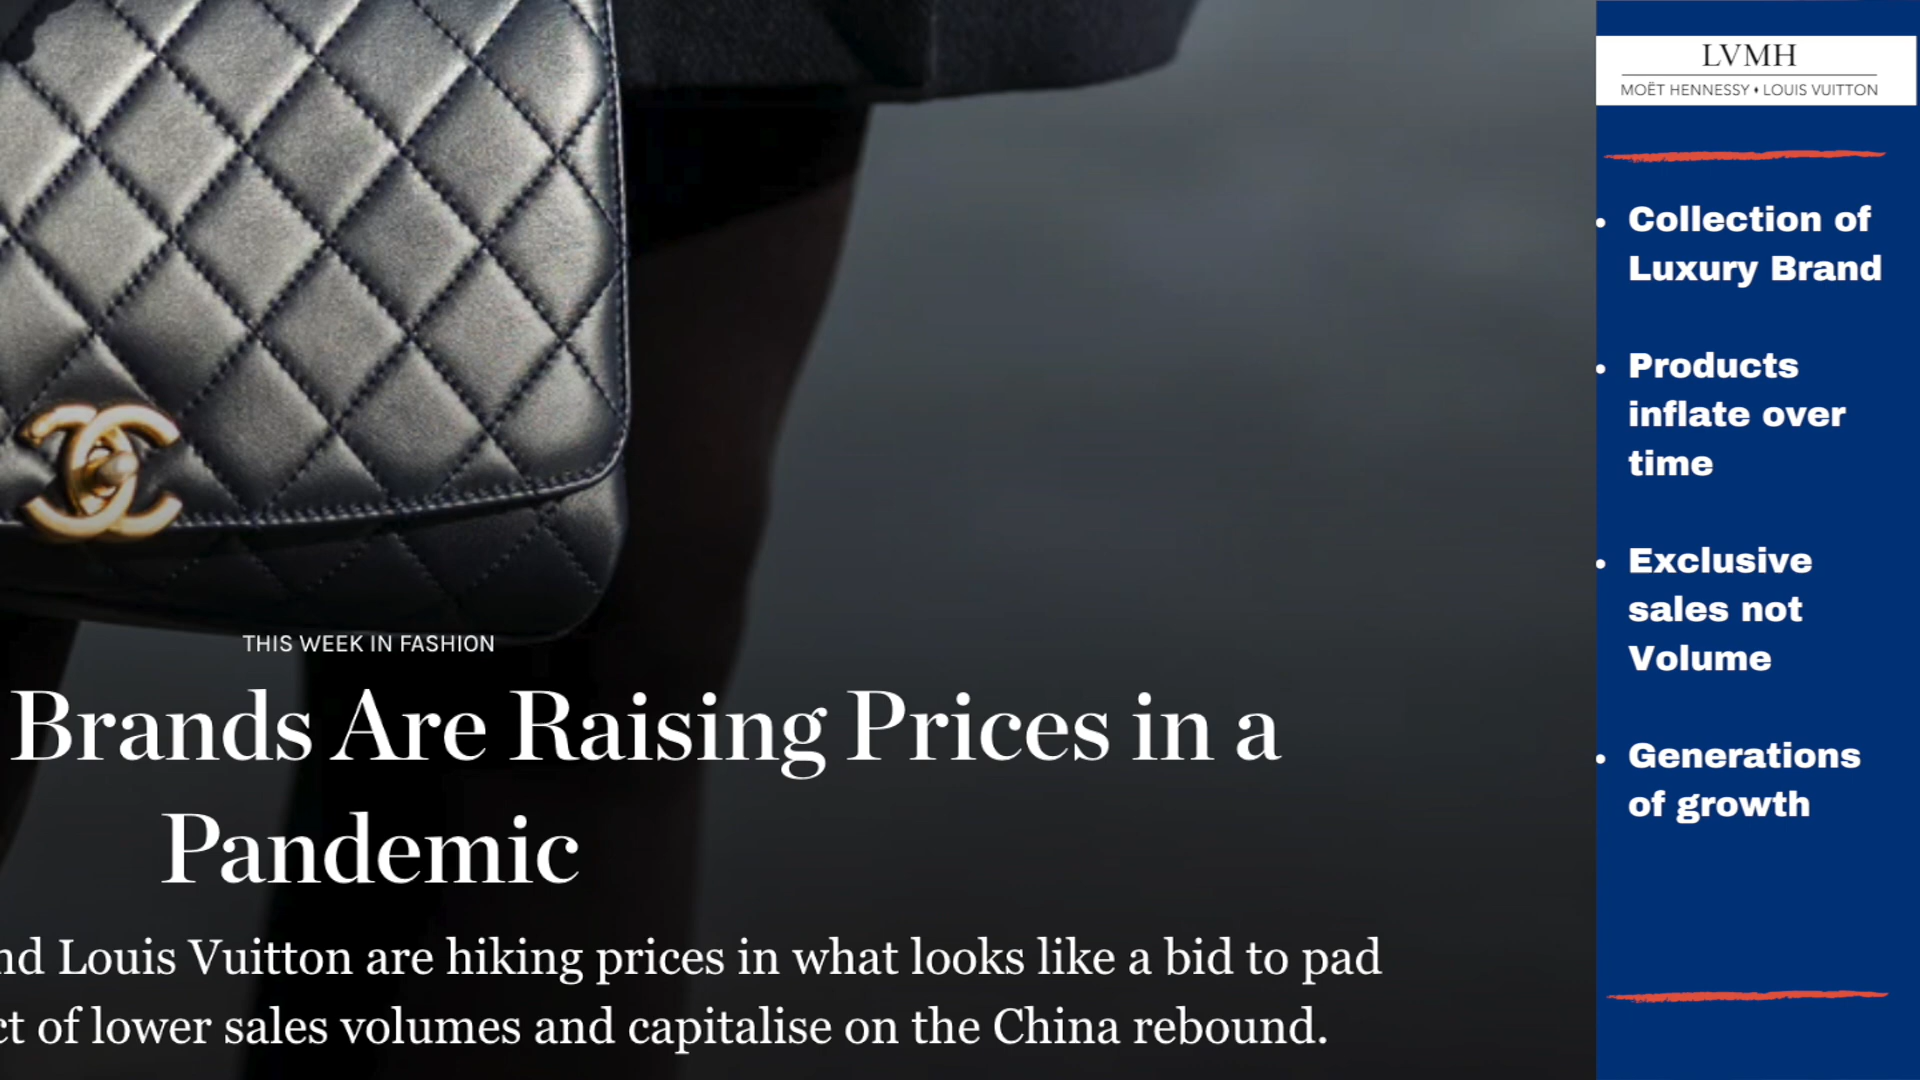 THIS WEEK IN FASHION
Brands Are Raising Prices in a
Pandemic
Louis Vuitton are hiking prices in what looks like a bid to pad
of lower sales volumes and capitalise on the China rebound.
LVMH
MOËT HENNESSY • LOUIS VUITTON
• Collection of
Luxury Brand
• Products
inflate over
time
• Exclusive
sales not
Volume
• Generations
of growth